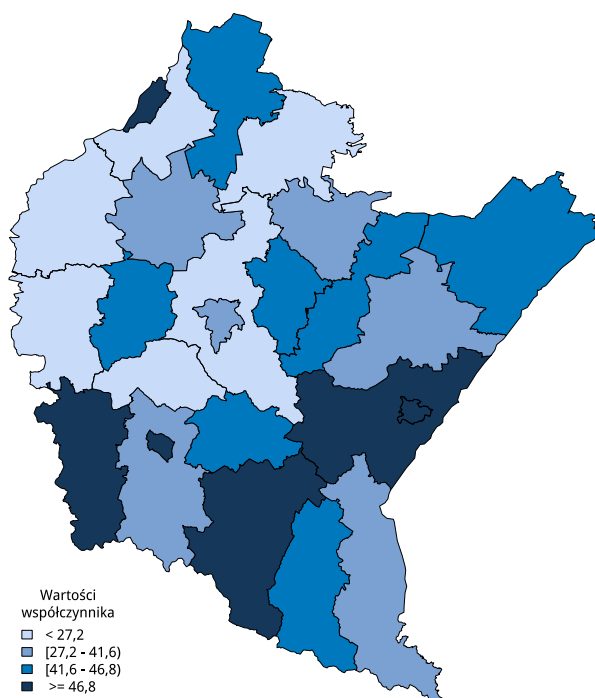 Wartości
współczynnika
< 27,2
[27,2 - 41,6)
[41,6 - 46,8)
>= 46,8